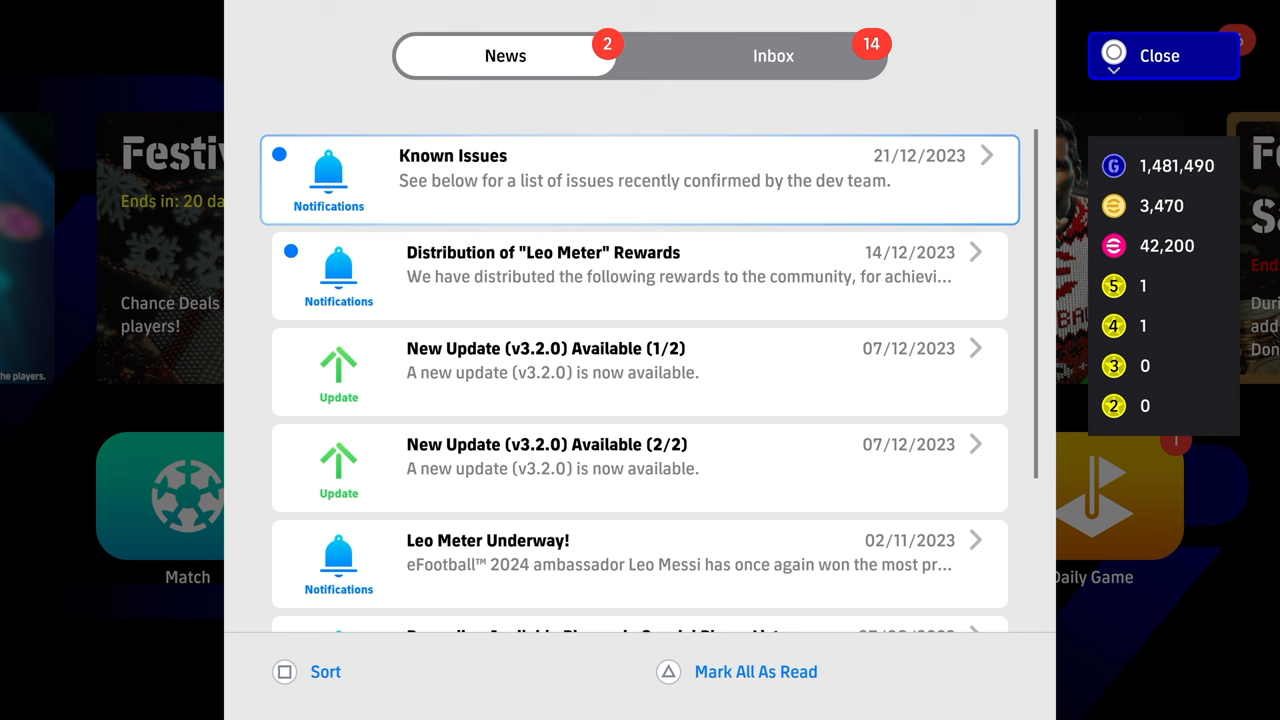 News
2
Inbox
14
Close
Known Issues
21/12/2023
See below for a list of issues recently confirmed by the dev team.
Notifications
Distribution of "Leo Meter" Rewards
14/12/2023
We have distributed the following rewards to the community, for achievi...
Notifications
New Update (v3.2.0) Available (1/2)
07/12/2023
A new update (v3.2.0) is now available.
Update
New Update (v3.2.0) Available (2/2)
07/12/2023
A new update (v3.2.0) is now available.
Update
Leo Meter Underway!
02/11/2023
eFootball™ 2024 ambassador Leo Messi has once again won the most pr...
Notifications
Sort
Mark All As Read
G 1,481,490
3,470
42,200
5 1
4 1
3 0
2 0
Festiv
Ends in: 20 da
Chance Deals
players!
he players.
Match
Daily Game
1